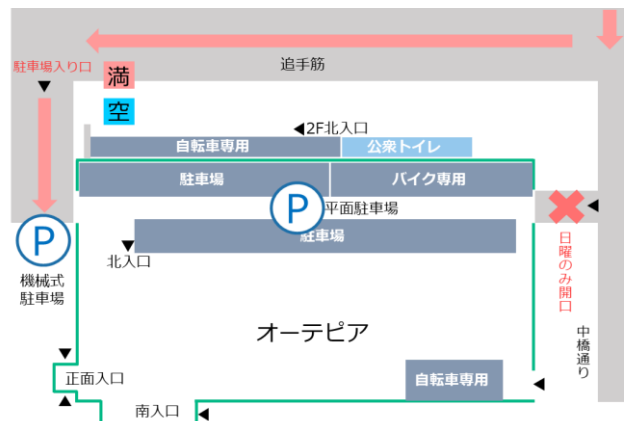 追手筋
駐車場入り口
満
空
◀2F北入口
自転車専用
公衆トイレ
駐車場
バイク専用
P
平面駐車場
駐車場
P
機械式
駐車場
北入口
日曜のみ開口
中橋通り
オーテピア
正面入口
自転車専用
南入口